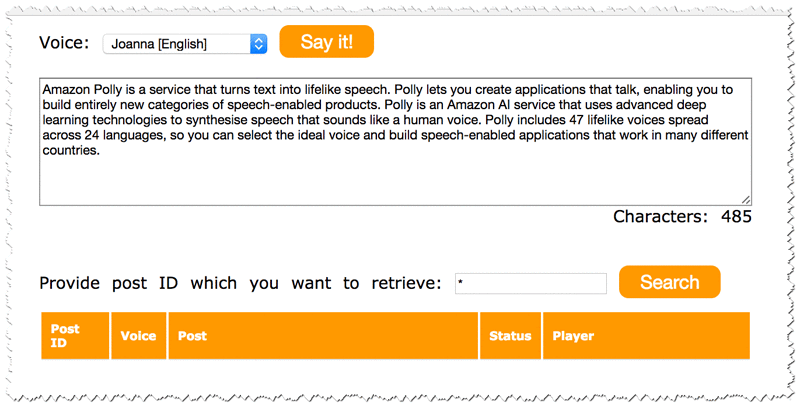 Voice: Joanna [English] Say it!
Amazon Polly is a service that turns text into lifelike speech. Polly lets you create applications that talk, enabling you to
build entirely new categories of speech-enabled products. Polly is an Amazon AI service that uses advanced deep
learning technologies to synthesise speech that sounds like a human voice. Polly includes 47 lifelike voices spread
across 24 languages, so you can select the ideal voice and build speech-enabled applications that work in many different
countries.
Characters: 485
Provide post ID which you want to retrieve: * Search
Post ID Voice Post Status Player